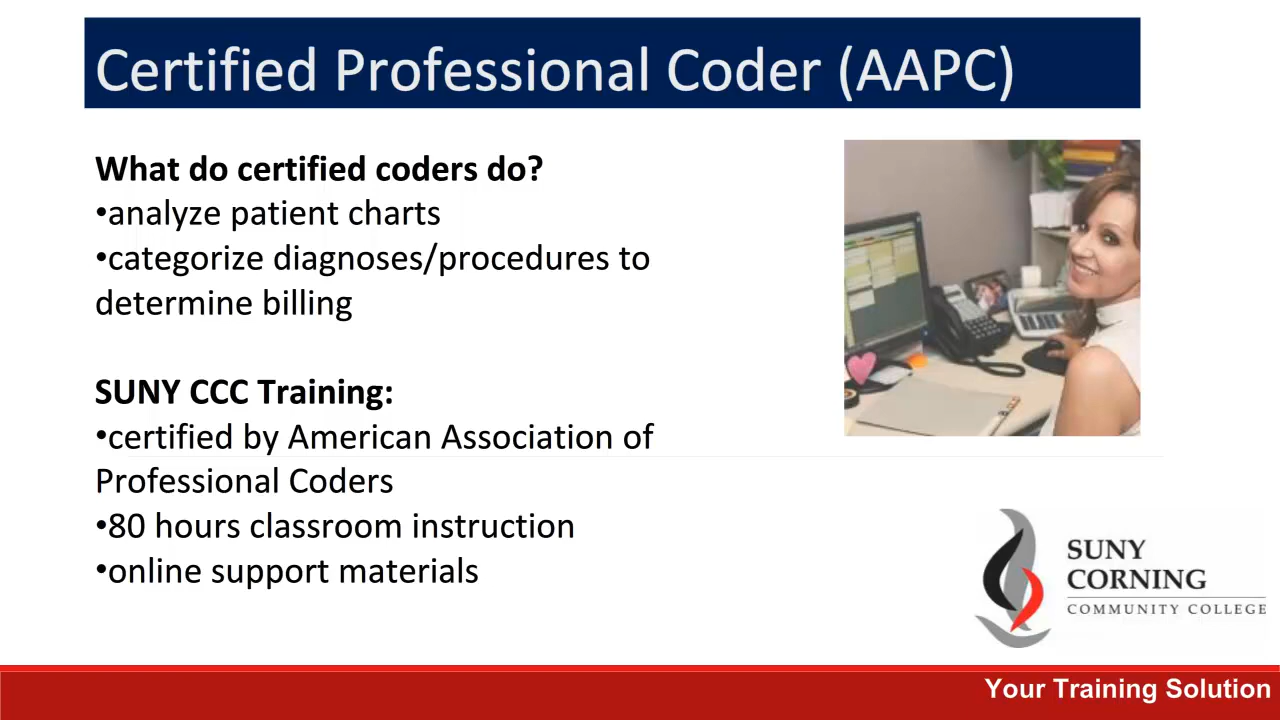 Certified Professional Coder (AAPC)
What do certified coders do?
•analyze patient charts
•categorize diagnoses/procedures to
determine billing
SUNY CCC Training:
•certified by American Association of
Professional Coders
•80 hours classroom instruction
•online support materials
SUNY
CORNING
COMMUNITY COLLEGE
Your Training Solution